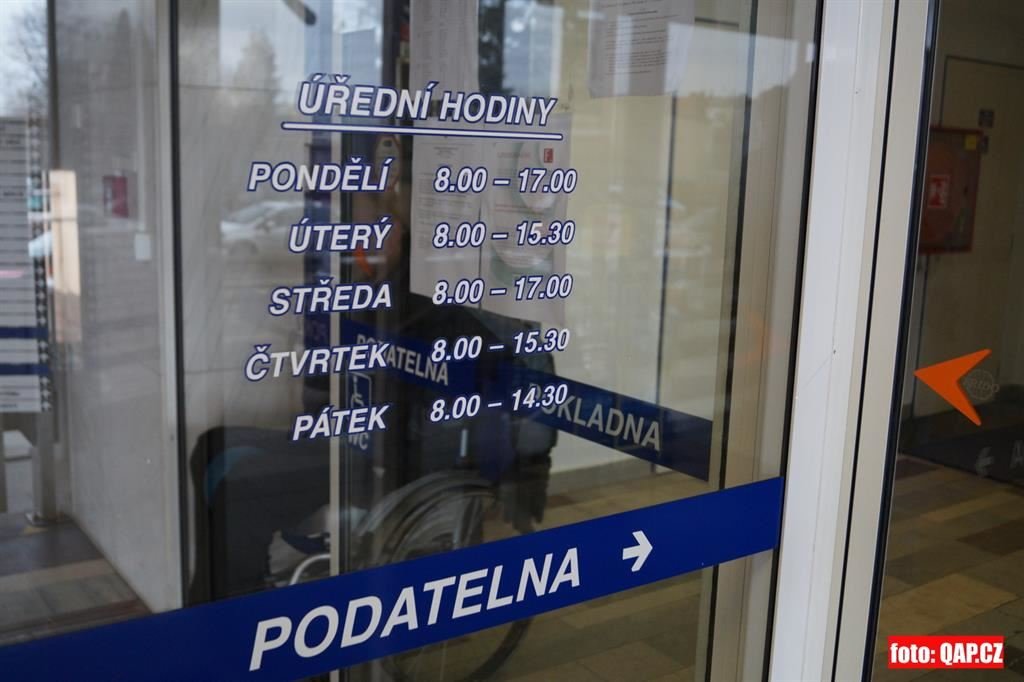 ÚŘEDNÍ HODINY
PONDĚLÍ 8.00 – 17.00
ÚTERÝ 8.00 – 15.30
STŘEDA 8.00 – 17.00
ČTVRTEK 8.00 – 15.30
PÁTEK 8.00 – 14.30
PODATELNA
POKLADNA
WC
PODATELNA →
foto: QAP.CZ